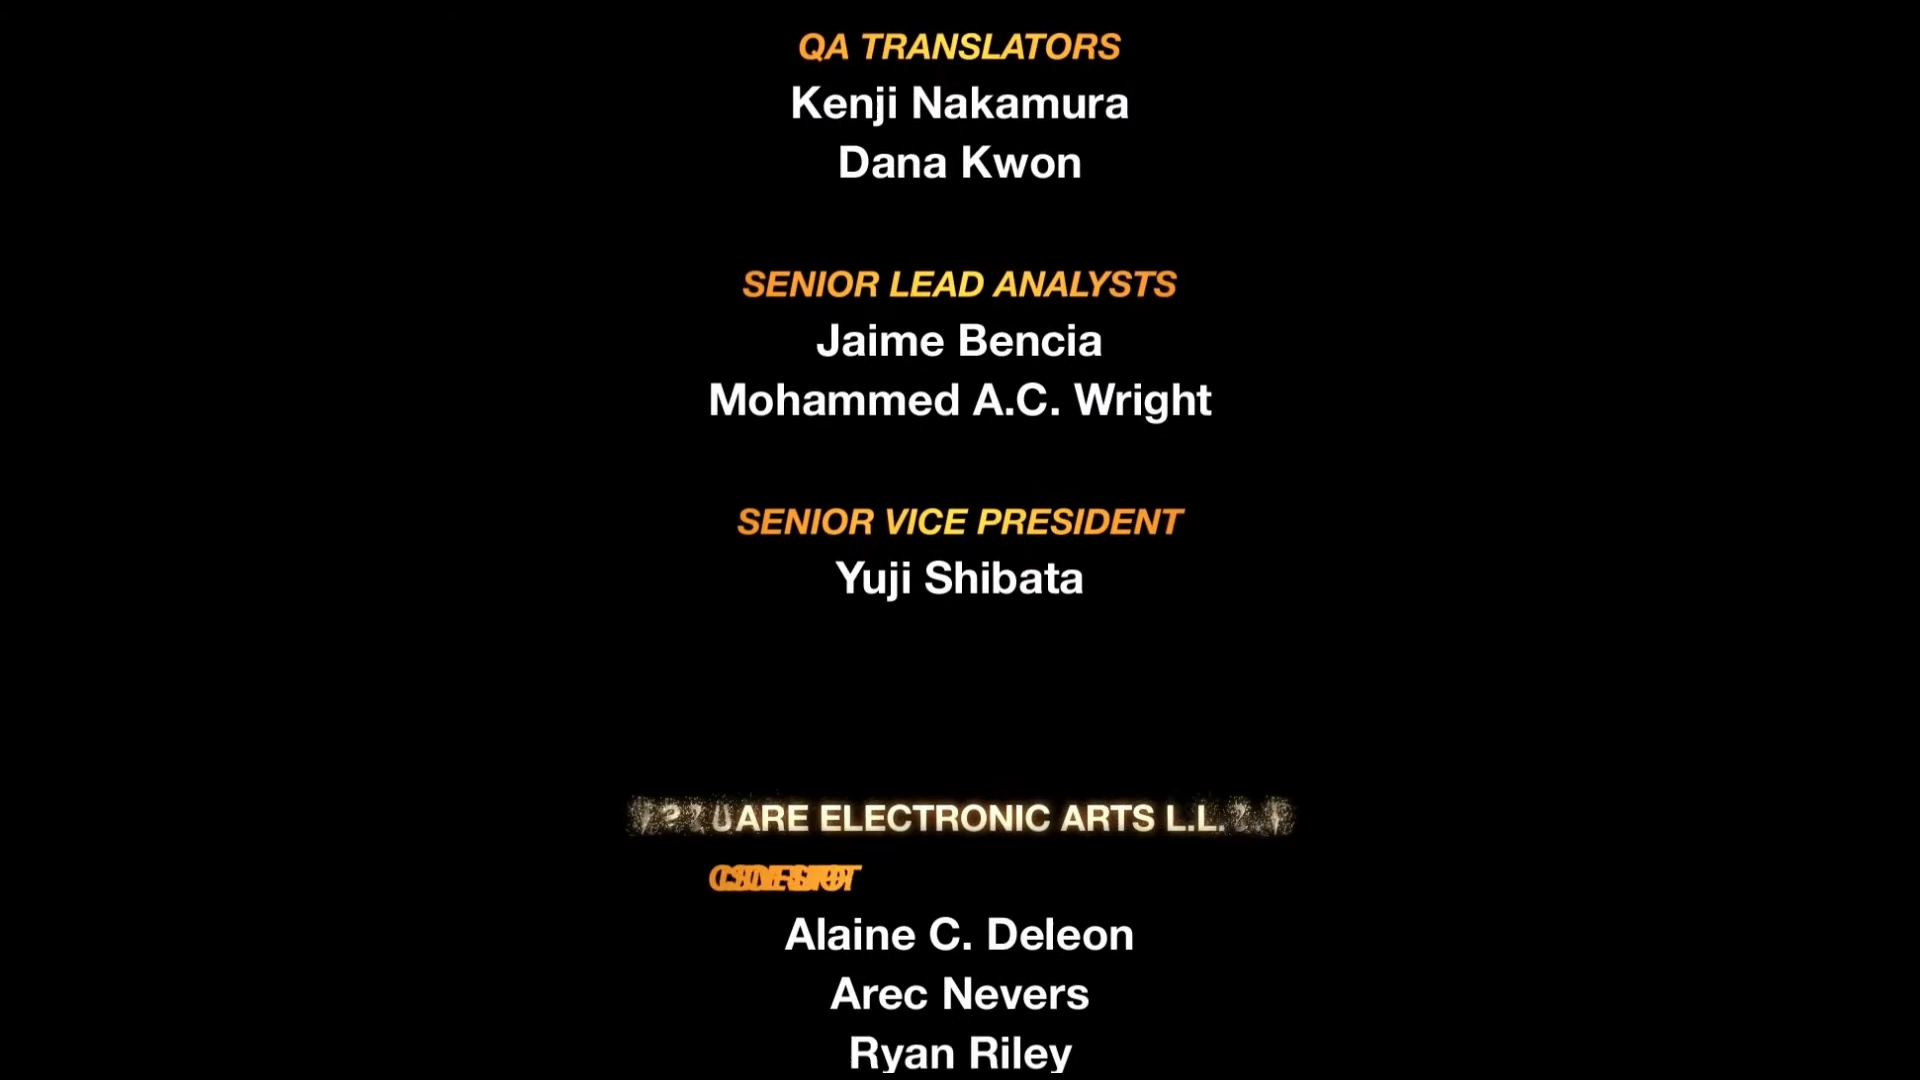 QA TRANSLATORS
Kenji Nakamura
Dana Kwon
SENIOR LEAD ANALYSTS
Jaime Bencia
Mohammed A.C. Wright
SENIOR VICE PRESIDENT
Yuji Shibata
ELECTRONIC ARTS
Alaine C. Deleon
Arec Nevers
Ryan Riley